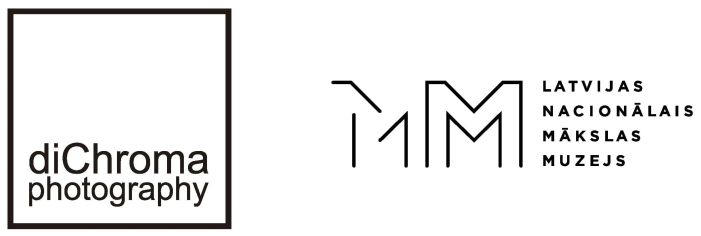 diChroma
photography
LATVIJAS
NACIONĀLAIS
MĀKSLAS
MUZEJS